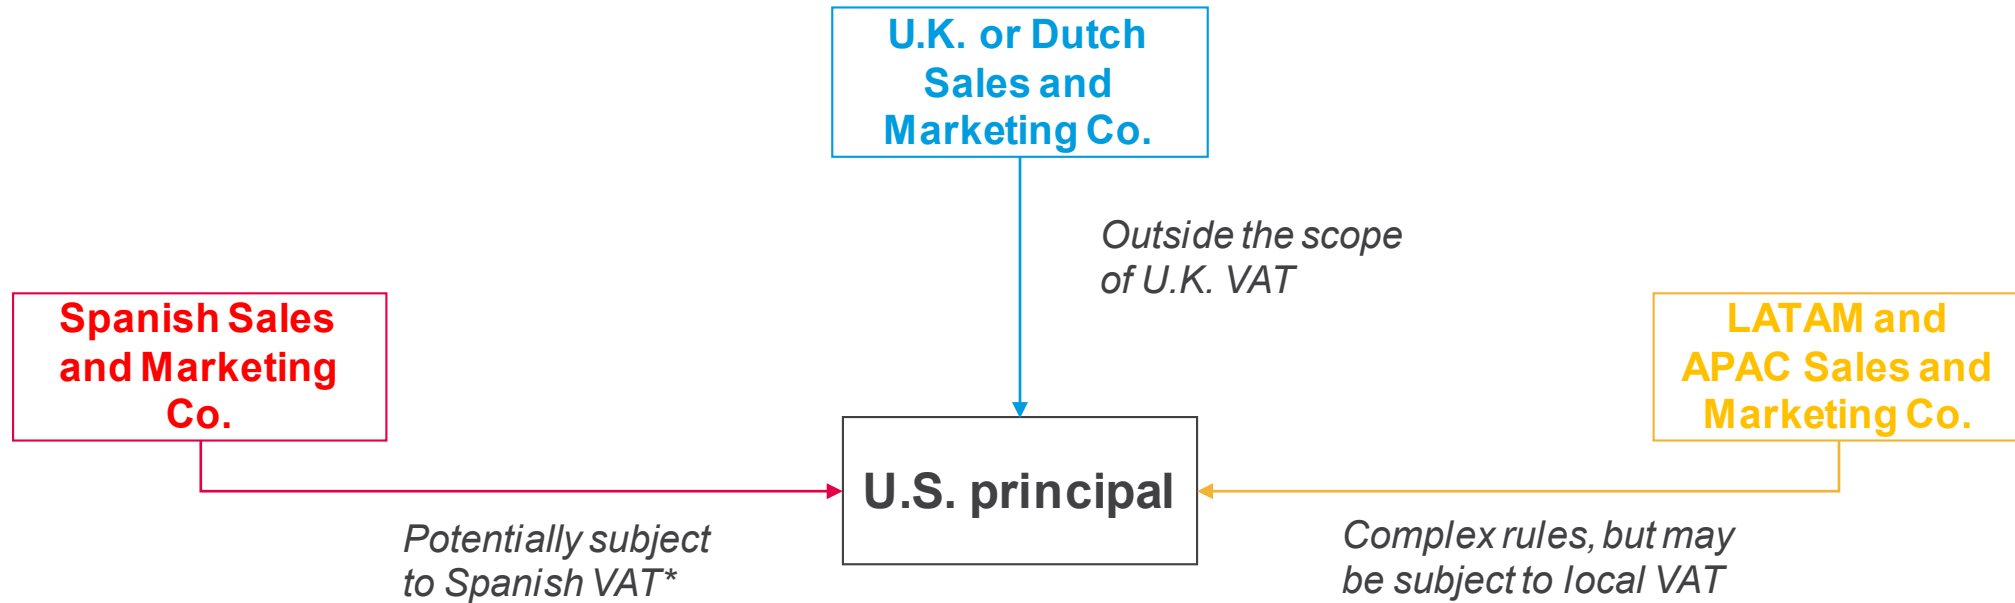 U.K. or Dutch
Sales and
Marketing Co.
Outside the scope
of U.K. VAT
Spanish Sales
and Marketing
Co.
LATAM and
APAC Sales and
Marketing Co.
U.S. principal
Potentially subject
to Spanish VAT*
Complex rules, but may
be subject to local VAT